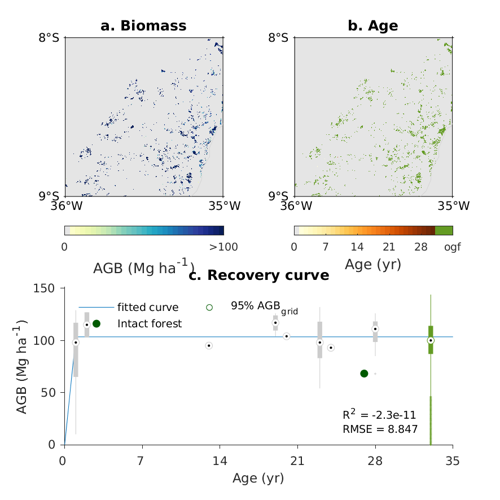 a. Biomass
b. Age
8°S
8°S
9°S
9°S
36°W
35°W
36°W
35°W
0
>100
0
7
14
21
28
ogf
AGB (Mg ha⁻¹)
Age (yr)
c. Recovery curve
150
100
50
0
AGB (Mg ha⁻¹)
fitted curve
95% AGB_grid
Intact forest
R² = -2.3e-11
RMSE = 8.847
0
7
14
21
28
35
Age (yr)